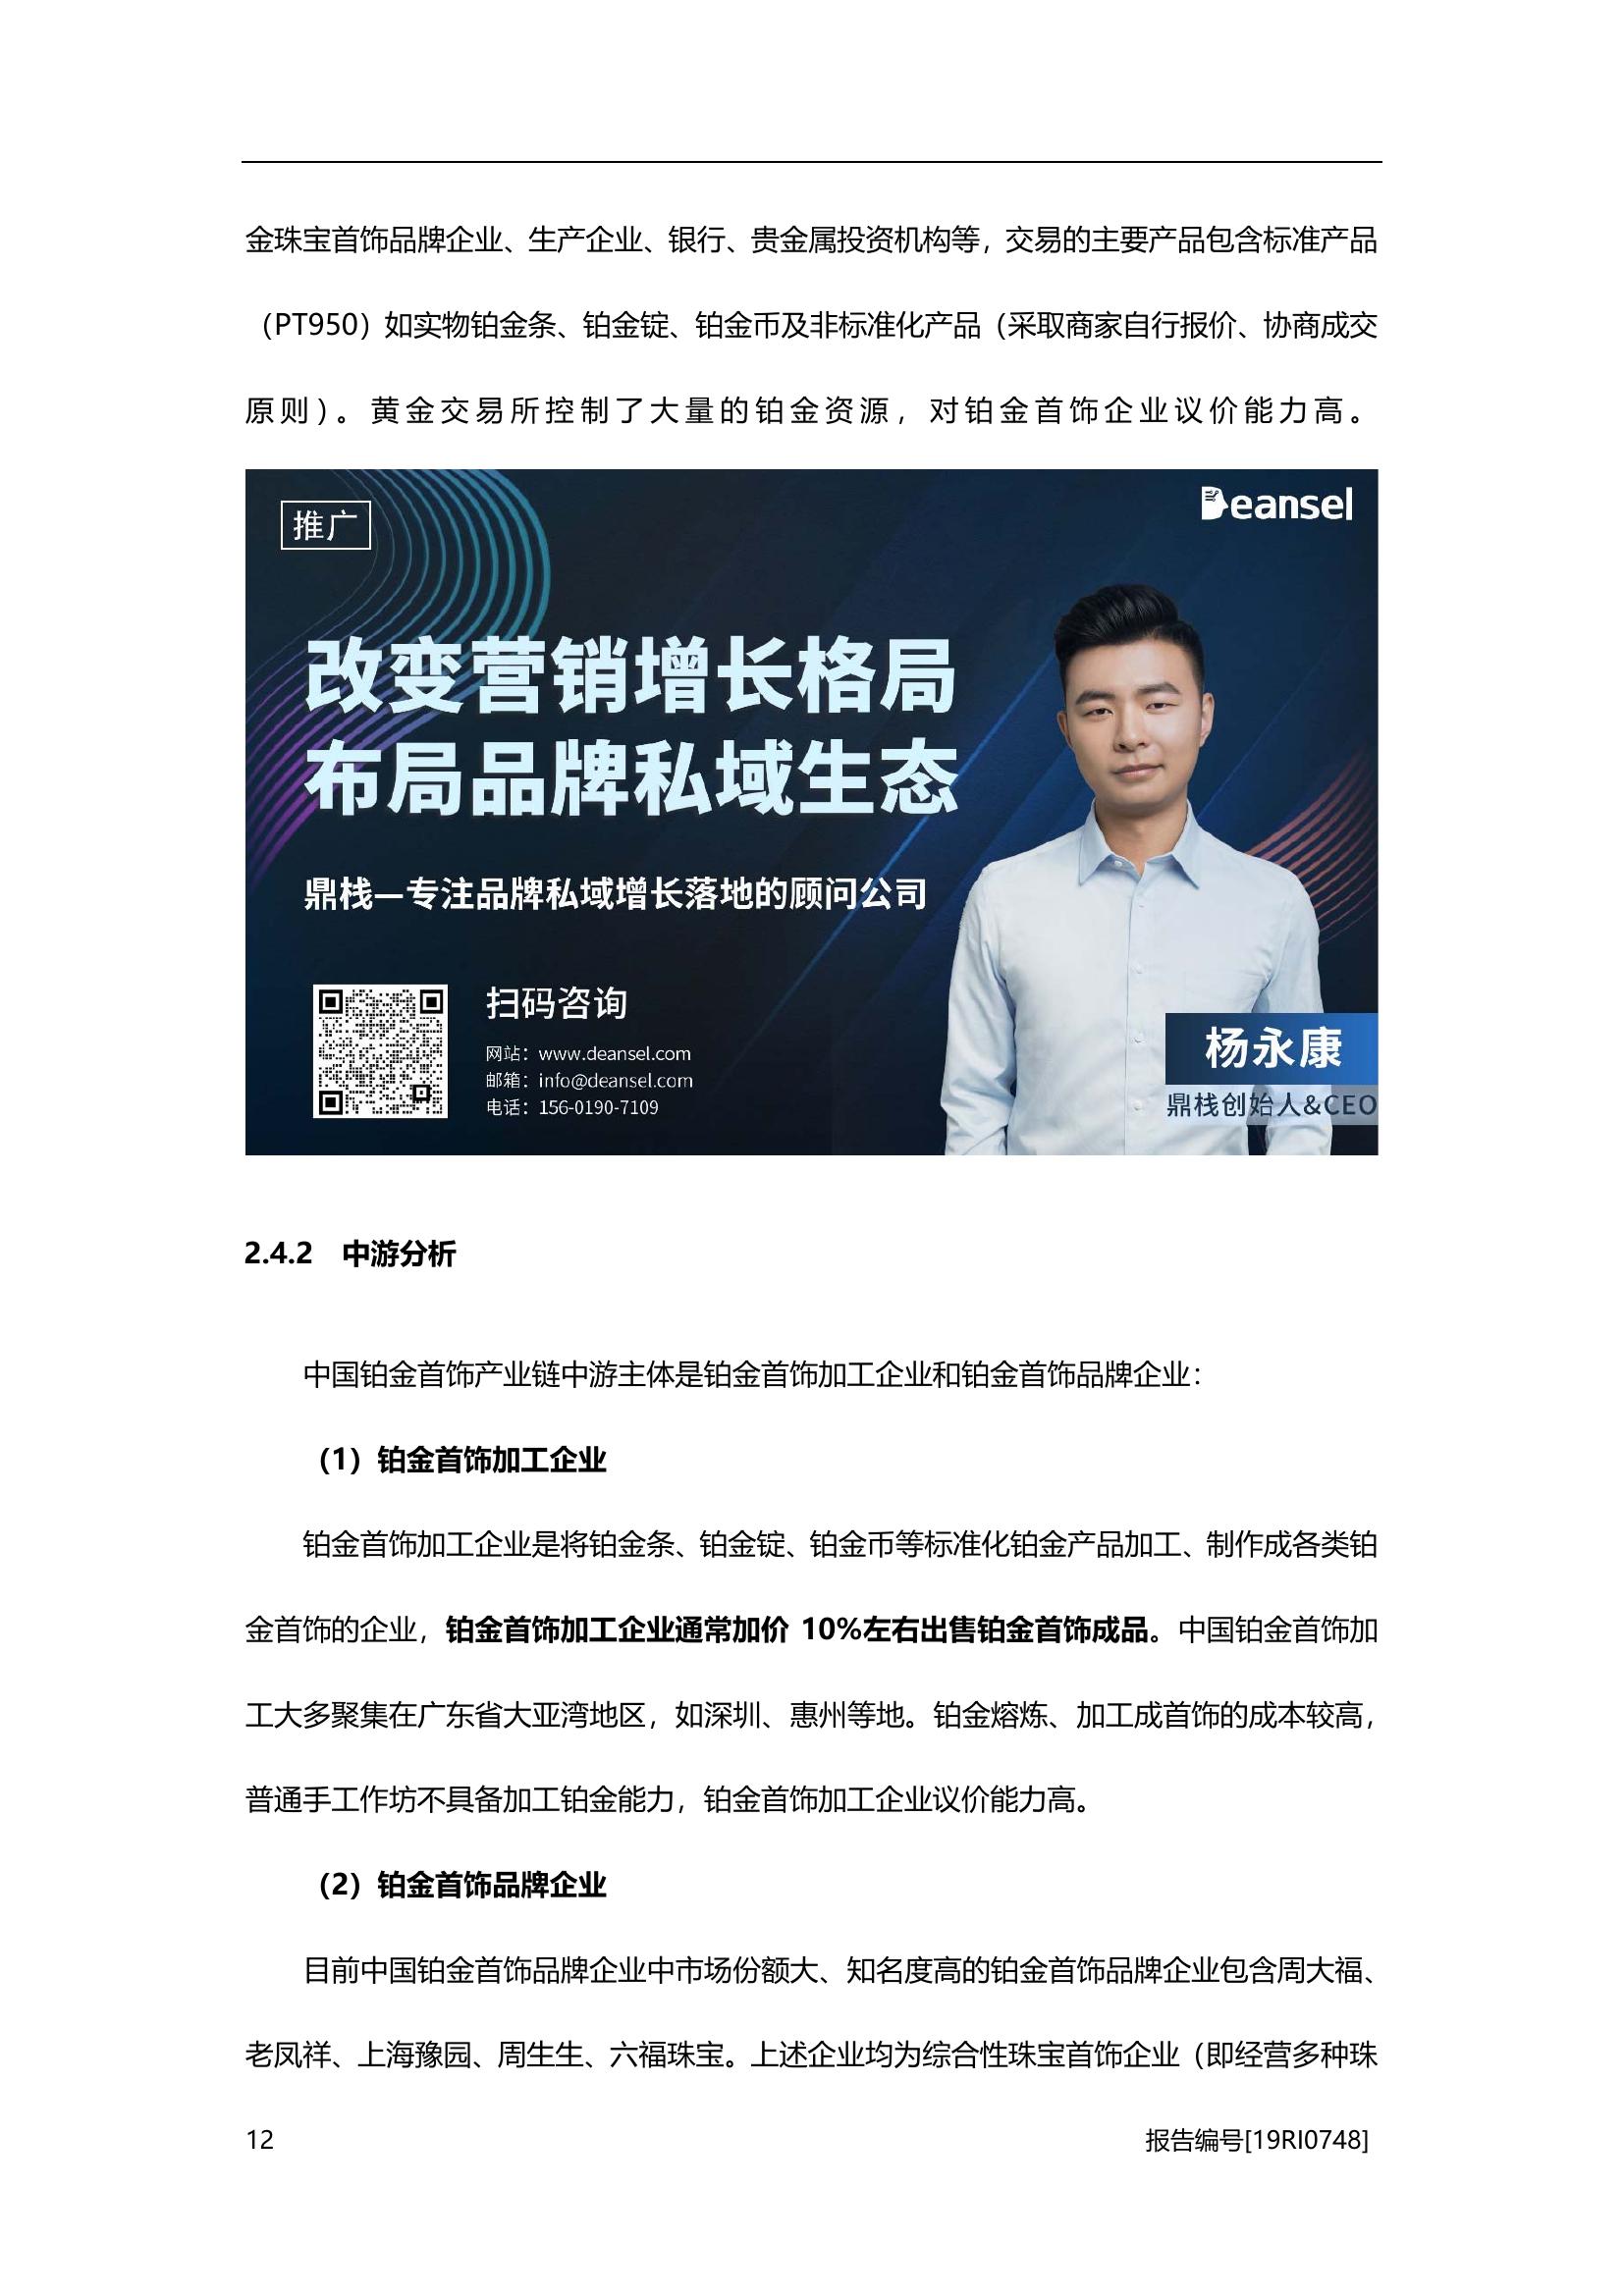 金珠宝首饰品牌企业、生产企业、银行、贵金属投资机构等，交易的主要产品包含标准产品
（PT950）如实物铂金条、铂金锭、铂金币及非标准化产品（采取商家自行报价、协商成交
原则）。黄金交易所控制了大量的铂金资源，对铂金首饰企业议价能力高。
推广
Deansel
改变营销增长格局
布局品牌私域生态
鼎栈—专注品牌私域增长落地的顾问公司
扫码咨询
网站：www.deansel.com
邮箱：info@deansel.com
电话：156-0190-7109
杨永康
鼎栈创始人&CEO
2.4.2 中游分析
中国铂金首饰产业链中游主体是铂金首饰加工企业和铂金首饰品牌企业：
（1）铂金首饰加工企业
铂金首饰加工企业是将铂金条、铂金锭、铂金币等标准化铂金产品加工、制作成各类铂
金首饰的企业，铂金首饰加工企业通常加价 10%左右出售铂金首饰成品。中国铂金首饰加
工大多聚集在广东省大亚湾地区，如深圳、惠州等地。铂金熔炼、加工成首饰的成本较高，
普通手工作坊不具备加工铂金能力，铂金首饰加工企业议价能力高。
（2）铂金首饰品牌企业
目前中国铂金首饰品牌企业中市场份额大、知名度高的铂金首饰品牌企业包含周大福、
老凤祥、上海豫园、周生生、六福珠宝。上述企业均为综合性珠宝首饰企业（即经营多种珠
12
报告编号[19RI0748]